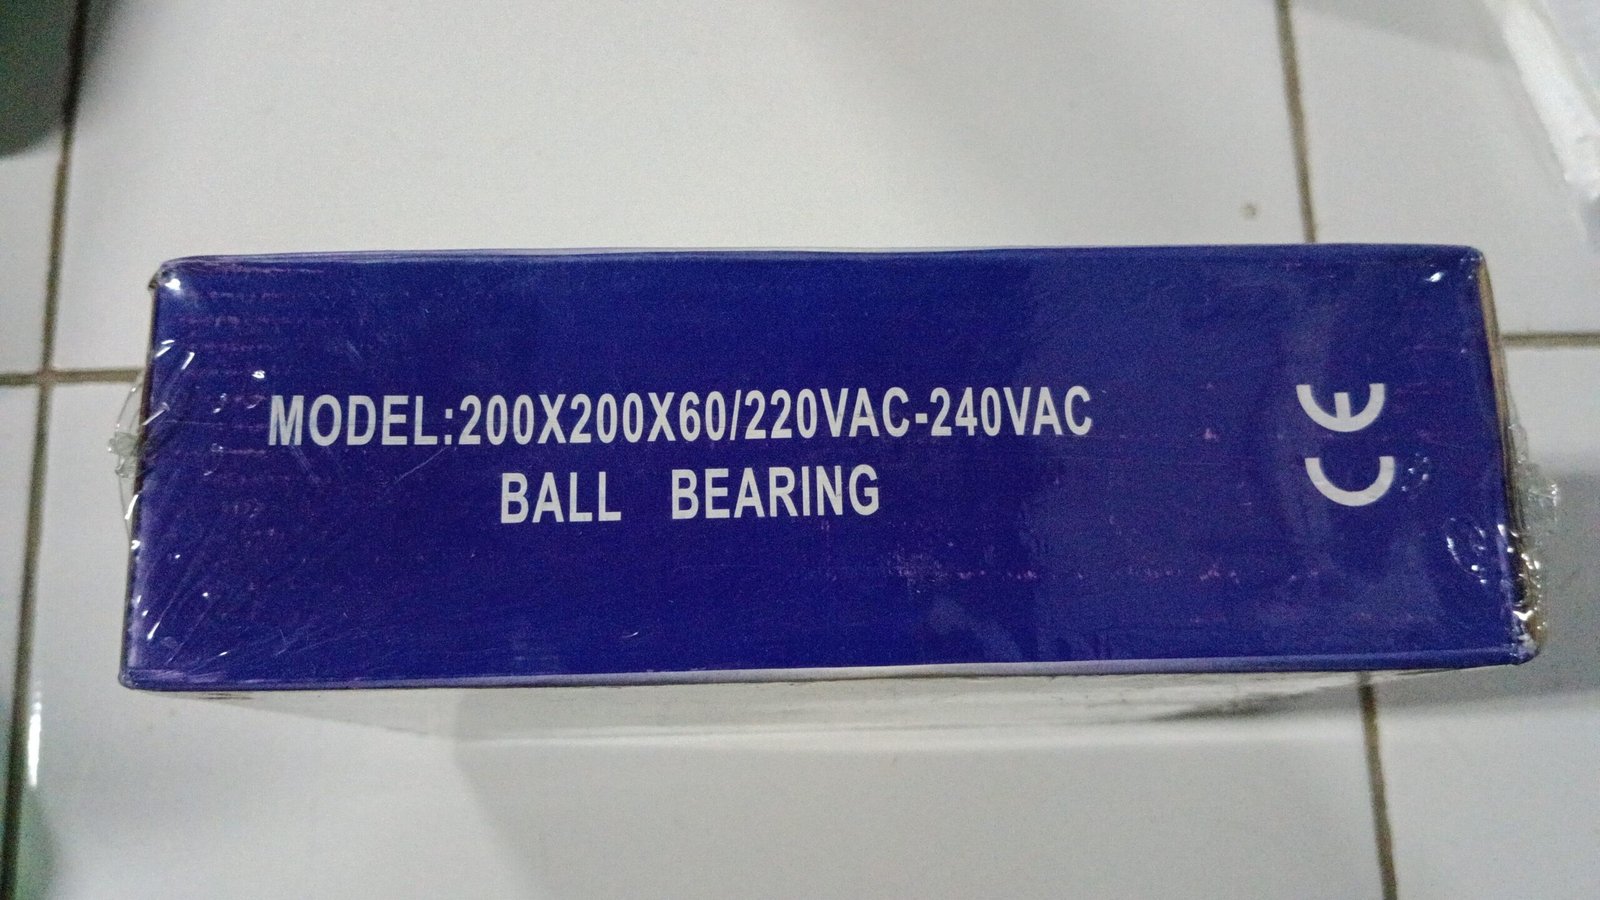 MODEL:200X200X60/220VAC-240VAC
BALL BEARING
CE